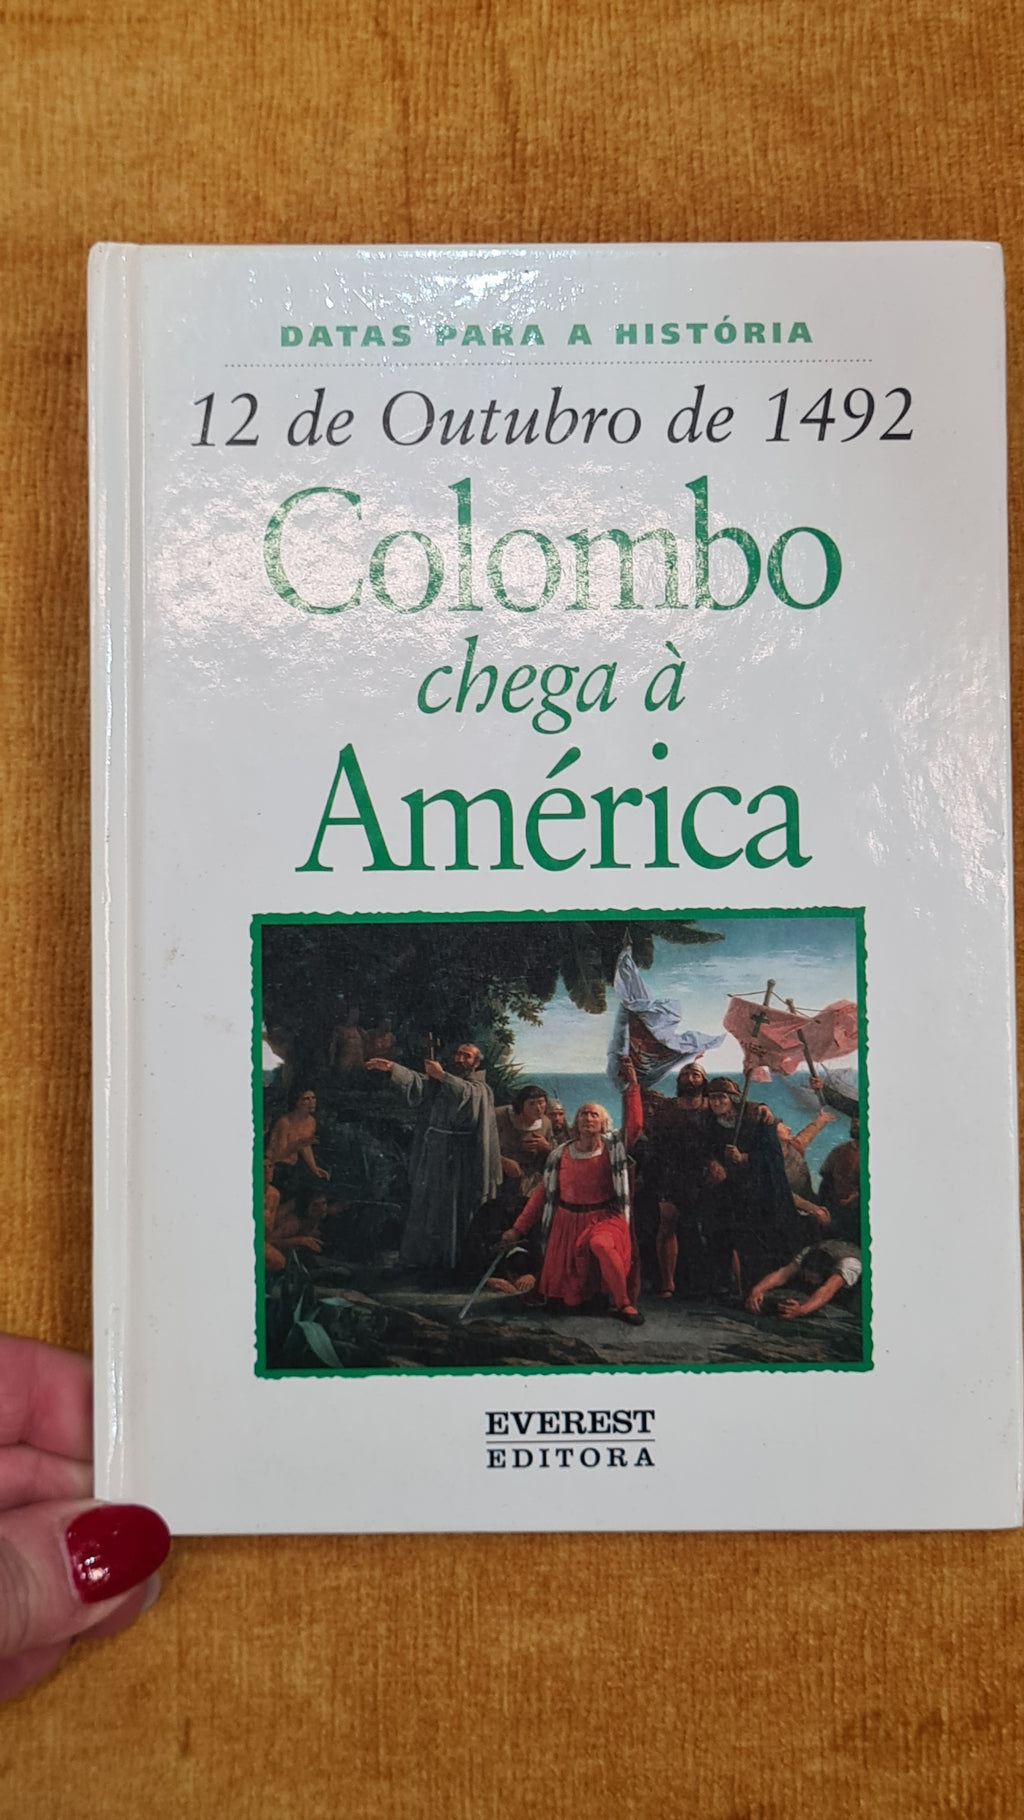 DATAS PARA A HISTÓRIA
12 de Outubro de 1492
Colombo
chega à
América
EVEREST
EDITORA